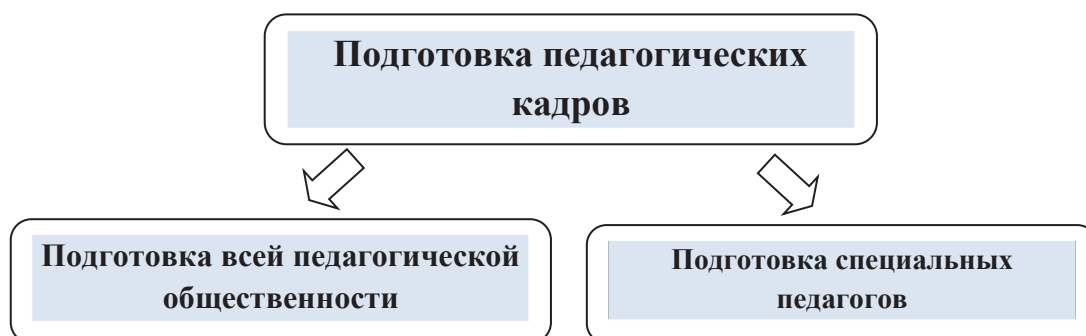 Подготовка педагогических
кадров
Подготовка всей педагогической
общественности
Подготовка специальных
педагогов